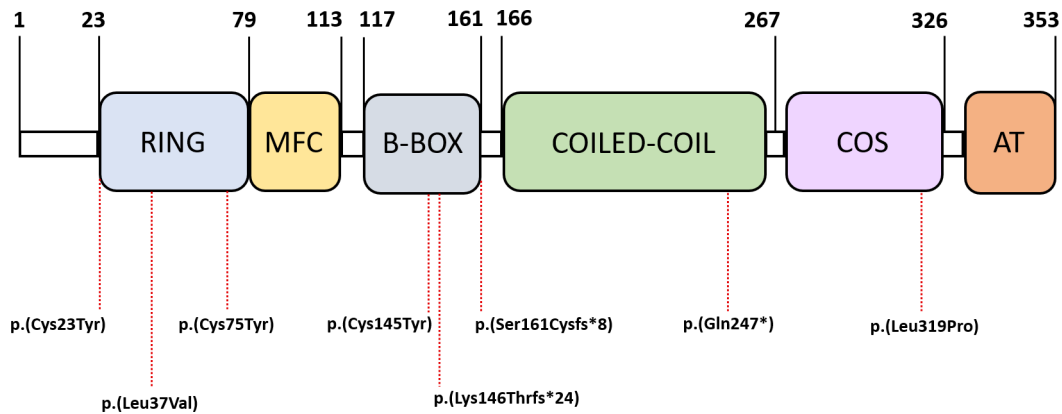 1 23 79 113 117 161 166 267 326 353
RING MFC B-BOX COILED-COIL COS AT
p.(Cys23Tyr) p.(Cys75Tyr) p.(Cys145Tyr) p.(Ser161Cysfs*8) p.(Gln247*) p.(Leu319Pro)
p.(Leu37Val) p.(Lys146Thrfs*24)